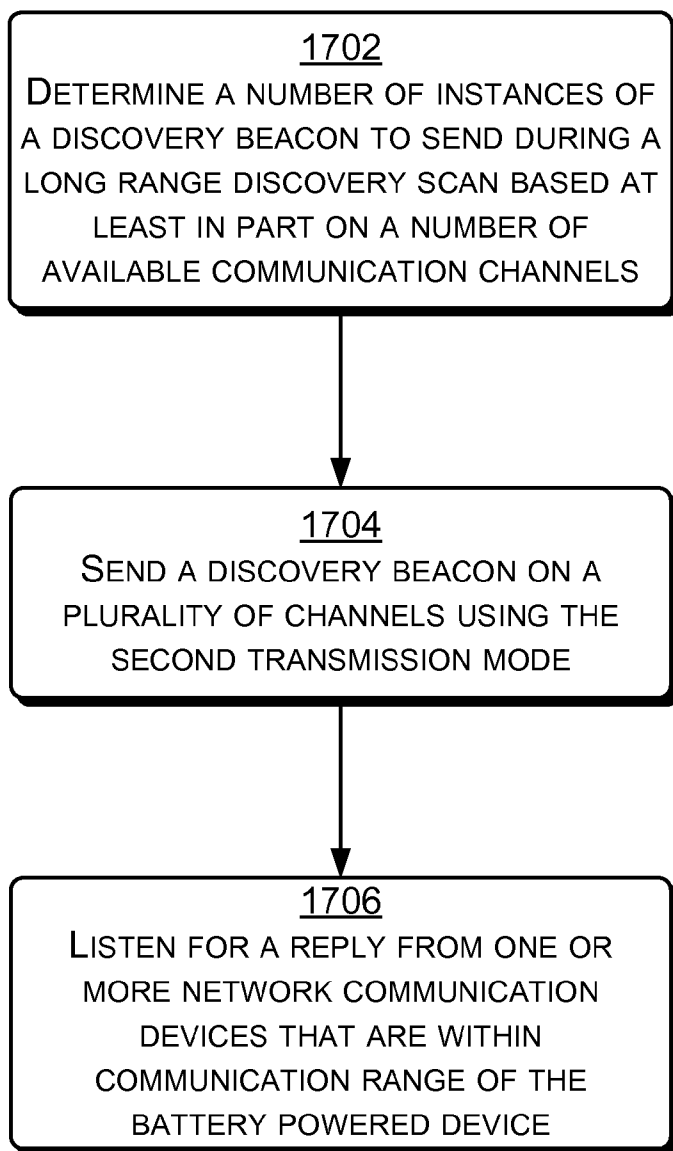 1702
DETERMINE A NUMBER OF INSTANCES OF
A DISCOVERY BEACON TO SEND DURING A
LONG RANGE DISCOVERY SCAN BASED AT
LEAST IN PART ON A NUMBER OF
AVAILABLE COMMUNICATION CHANNELS
1704
SEND A DISCOVERY BEACON ON A
PLURALITY OF CHANNELS USING THE
SECOND TRANSMISSION MODE
1706
LISTEN FOR A REPLY FROM ONE OR
MORE NETWORK COMMUNICATION
DEVICES THAT ARE WITHIN
COMMUNICATION RANGE OF THE
BATTERY POWERED DEVICE